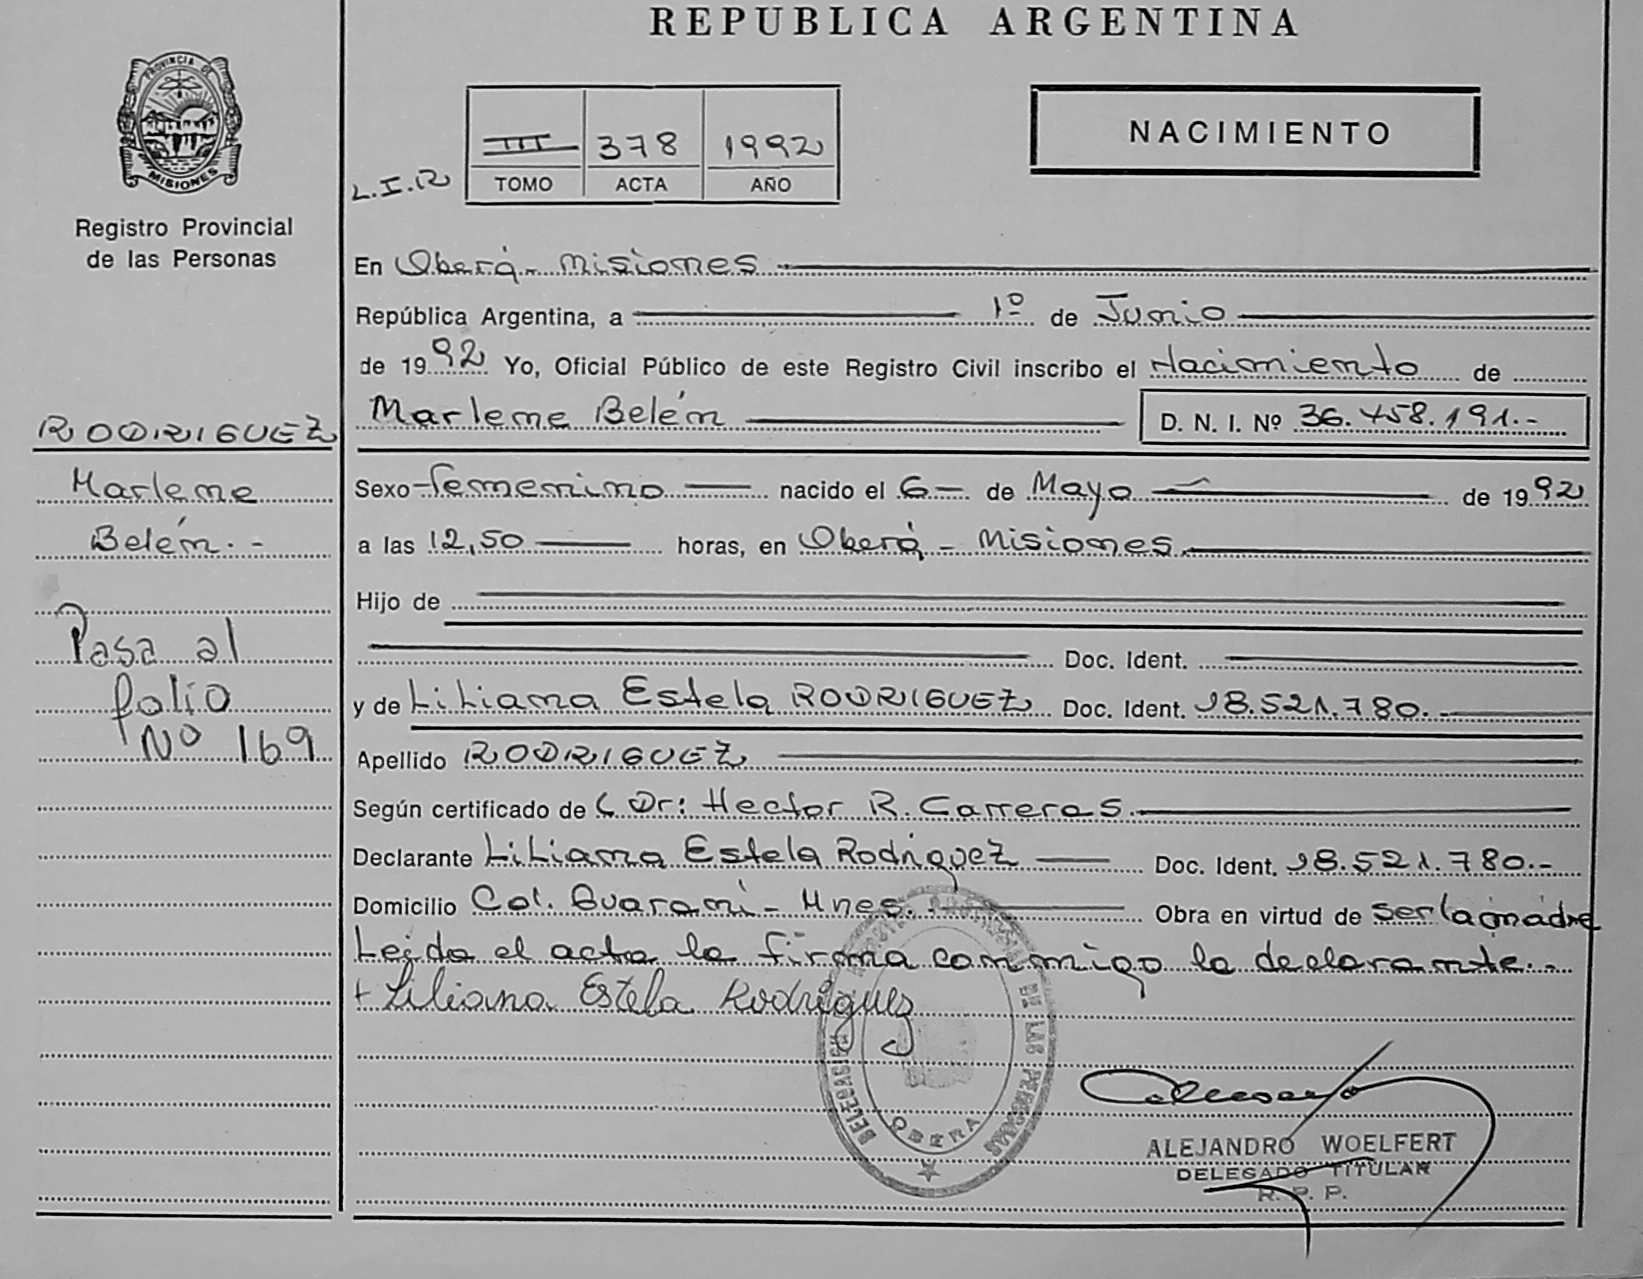 REPUBLICA ARGENTINA
PROVINCIA DE
MISIONES
Registro Provincial
de las Personas
L.I.R
III 378 1992
TOMO ACTA AÑO
NACIMIENTO
En Oberá - Misiones
República Argentina, a 1º de Junio
de 1992 Yo, Oficial Público de este Registro Civil inscribo el Nacimiento de
Marlene Belén D. N. I. Nº 36.458.191.-
RODRIGUEZ
Marlene
Belén.-
Pasa al
folio
Nº 169
Sexo Femenino nacido el 6 de Mayo de 1992
a las 12,50 horas, en Oberá - Misiones
Hijo de
Doc. Ident.
y de Liliana Estela RODRIGUEZ Doc. Ident. 18.521.780.-
Apellido RODRIGUEZ
Según certificado de Dr: Hector R. Carreras.
Declarante Liliana Estela Rodriguez Doc. Ident. 18.521.780.-
Domicilio Col. Guaraní - Mnes. Obra en virtud de ser la madre
Leída el acta la firma conmigo la declarante.-
Liliana Estela Rodríguez
DE LAS PERSONAS
OBERA
ALEJANDRO WOELFERT
DELEGADO TITULAR
R. P. P.